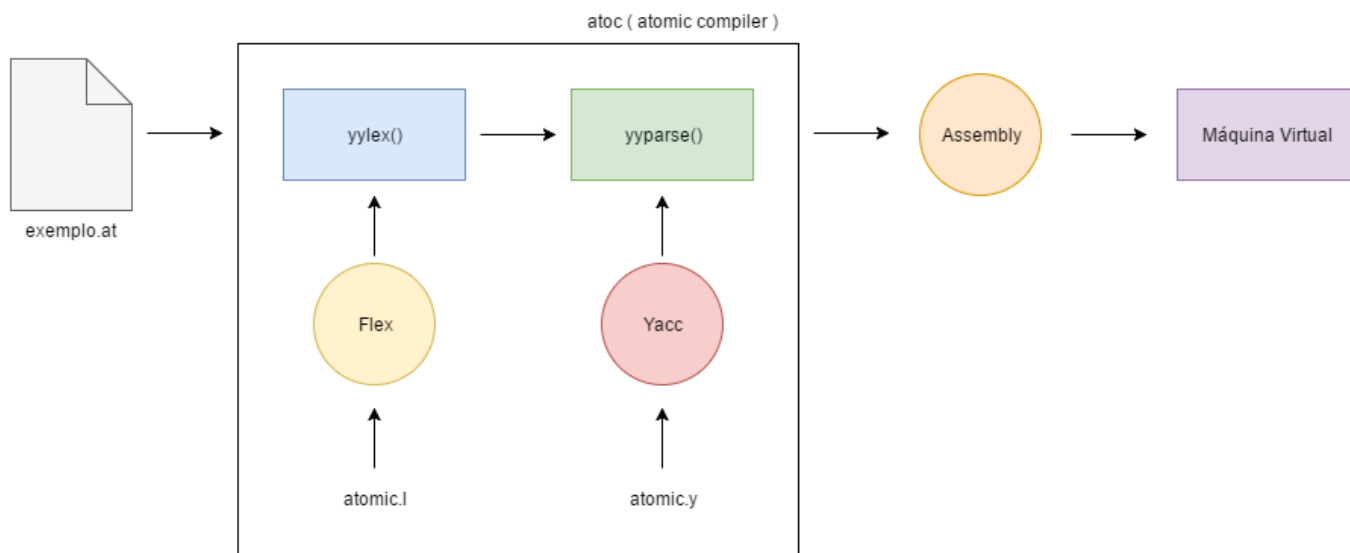 atoc ( atomic compiler )
exemplo.at
yylex()
yyparse()
Assembly
Máquina Virtual
Flex
Yacc
atomic.l
atomic.y